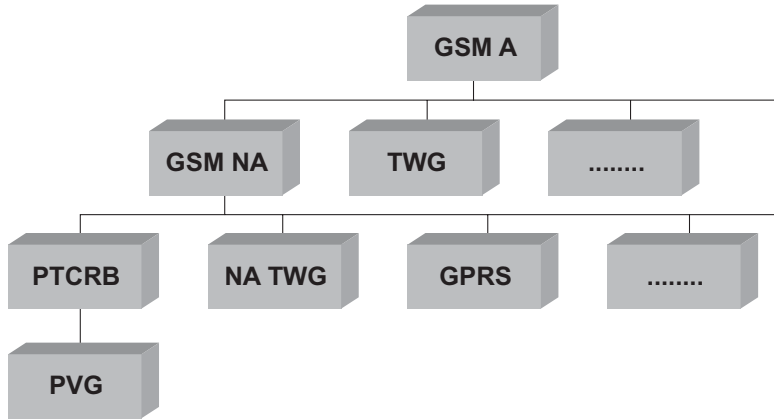 GSM A
GSM NA
TWG
........
PTCRB
NA TWG
GPRS
........
PVG